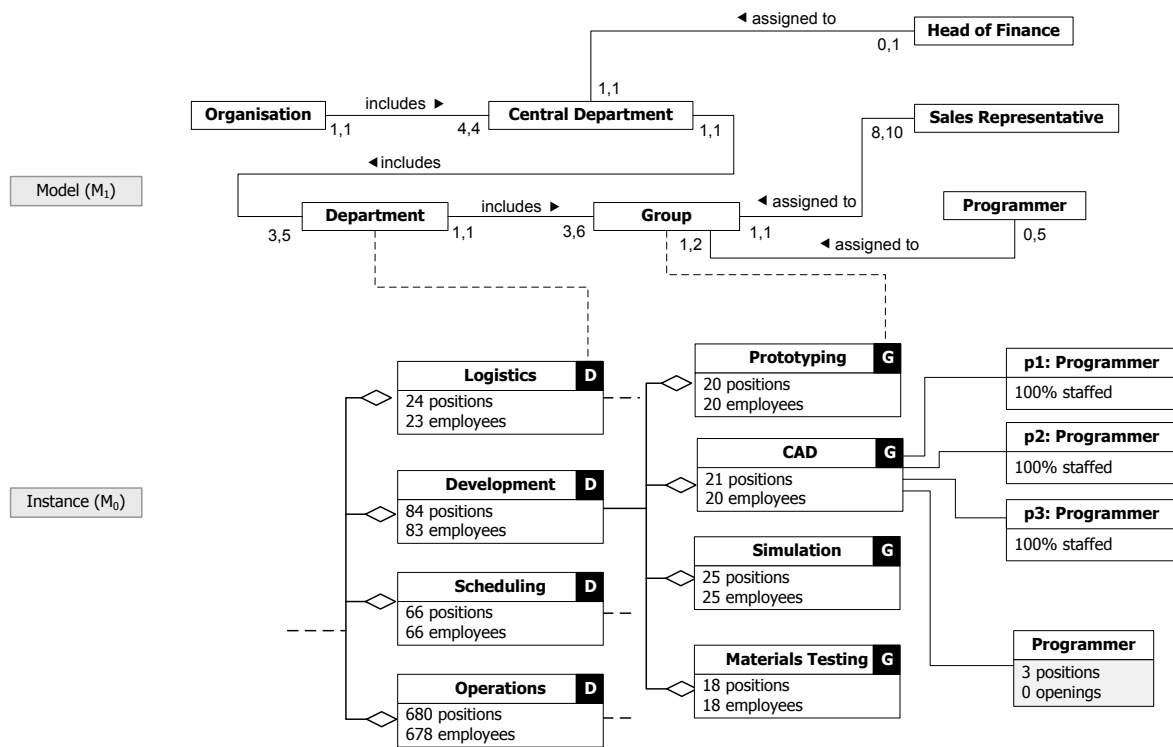 ◄ assigned to
Head of Finance
0,1
1,1
Organisation
includes ►
Central Department
Sales Representative
1,1
4,4
1,1
8,10
◄ includes
Model (M₁)
Department
includes ►
Group
◄ assigned to
Programmer
3,5
1,1
3,6
1,2
1,1
◄ assigned to
0,5
Logistics
D
24 positions
23 employees
Prototyping
G
20 positions
20 employees
p1: Programmer
100% staffed
Instance (M₀)
Development
D
84 positions
83 employees
CAD
G
21 positions
20 employees
p2: Programmer
100% staffed
p3: Programmer
100% staffed
Scheduling
D
66 positions
66 employees
Simulation
G
25 positions
25 employees
Operations
D
680 positions
678 employees
Materials Testing
G
18 positions
18 employees
Programmer
3 positions
0 openings